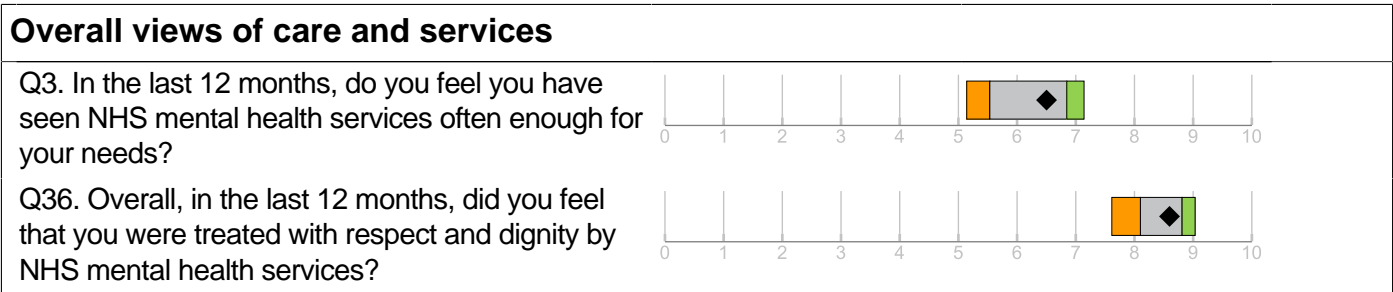 Overall views of care and services
Q3. In the last 12 months, do you feel you have
seen NHS mental health services often enough for
your needs?
0 1 2 3 4 5 6 7 8 9 10
Q36. Overall, in the last 12 months, did you feel
that you were treated with respect and dignity by
NHS mental health services?
0 1 2 3 4 5 6 7 8 9 10